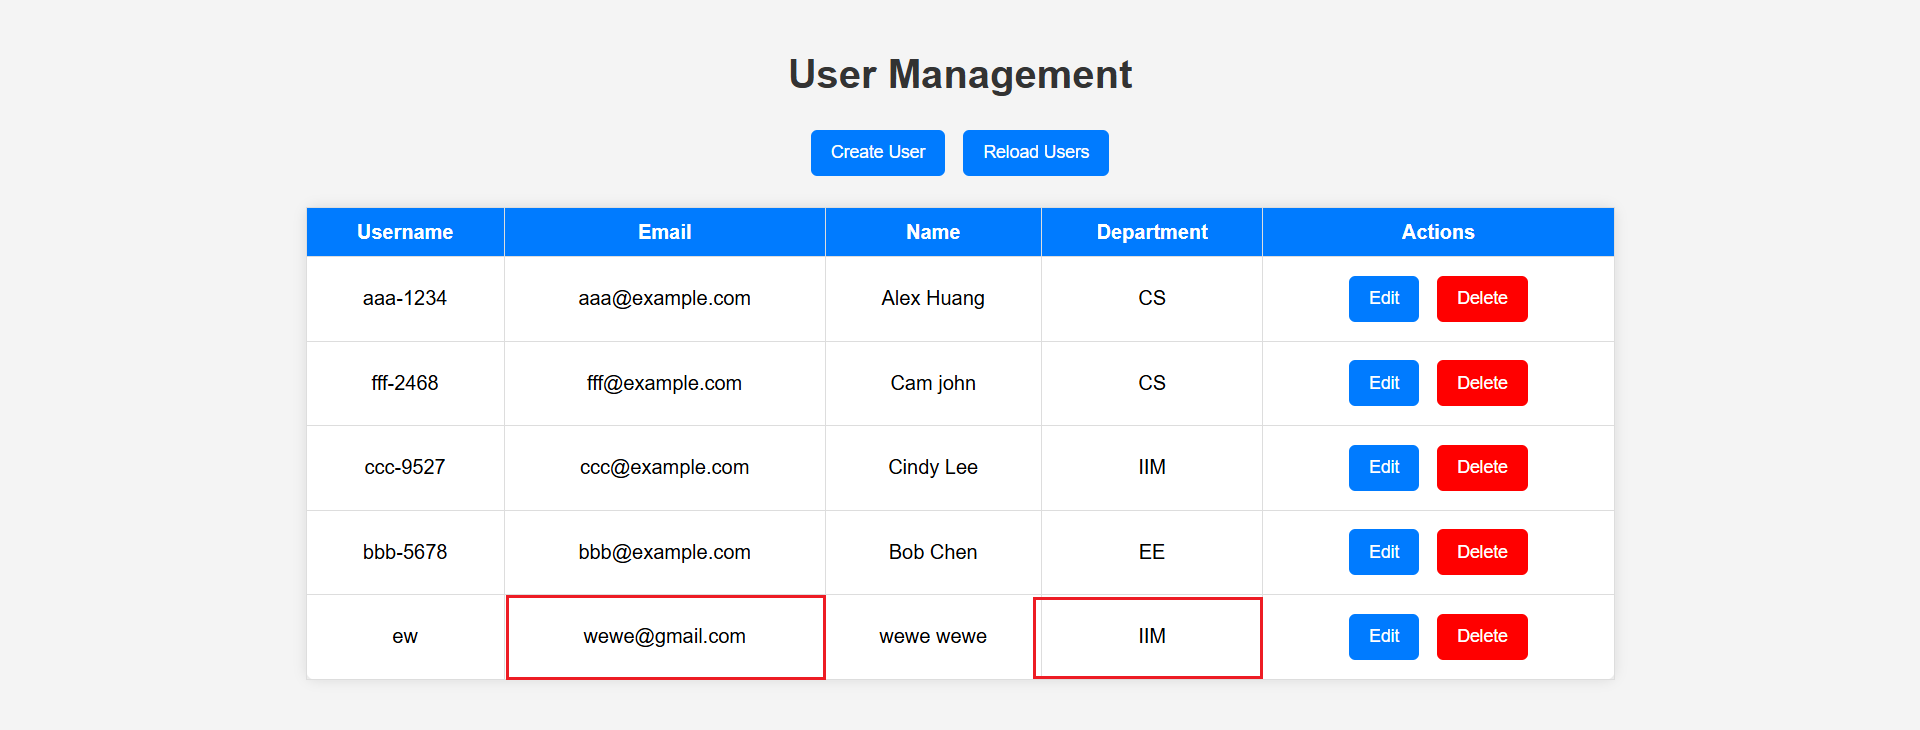 User Management
Create User Reload Users
Username Email Name Department Actions
aaa-1234 aaa@example.com Alex Huang CS Edit Delete
fff-2468 fff@example.com Cam john CS Edit Delete
ccc-9527 ccc@example.com Cindy Lee IIM Edit Delete
bbb-5678 bbb@example.com Bob Chen EE Edit Delete
ew wewe@gmail.com wewe wewe IIM Edit Delete